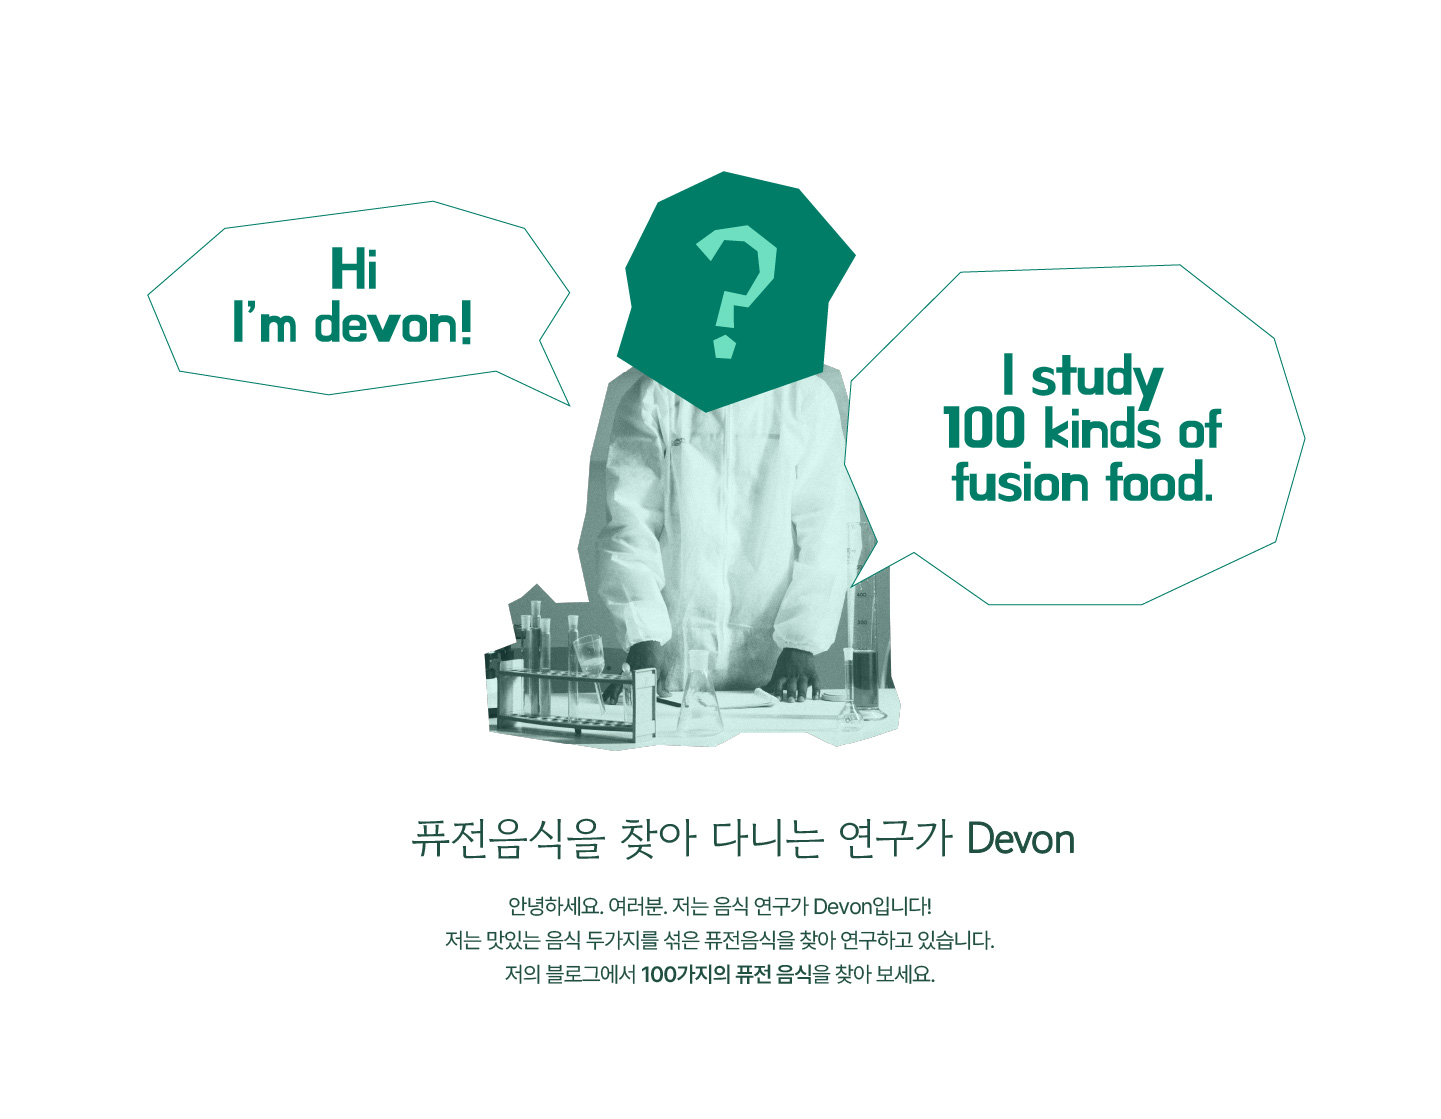 Hi
I'm devon!
?
I study
100 kinds of
fusion food.
퓨전음식을 찾아 다니는 연구가 Devon
안녕하세요. 여러분. 저는 음식 연구가 Devon입니다!
저는 맛있는 음식 두가지를 섞은 퓨전음식을 찾아 연구하고 있습니다.
저의 블로그에서 100가지의 퓨전 음식을 찾아 보세요.